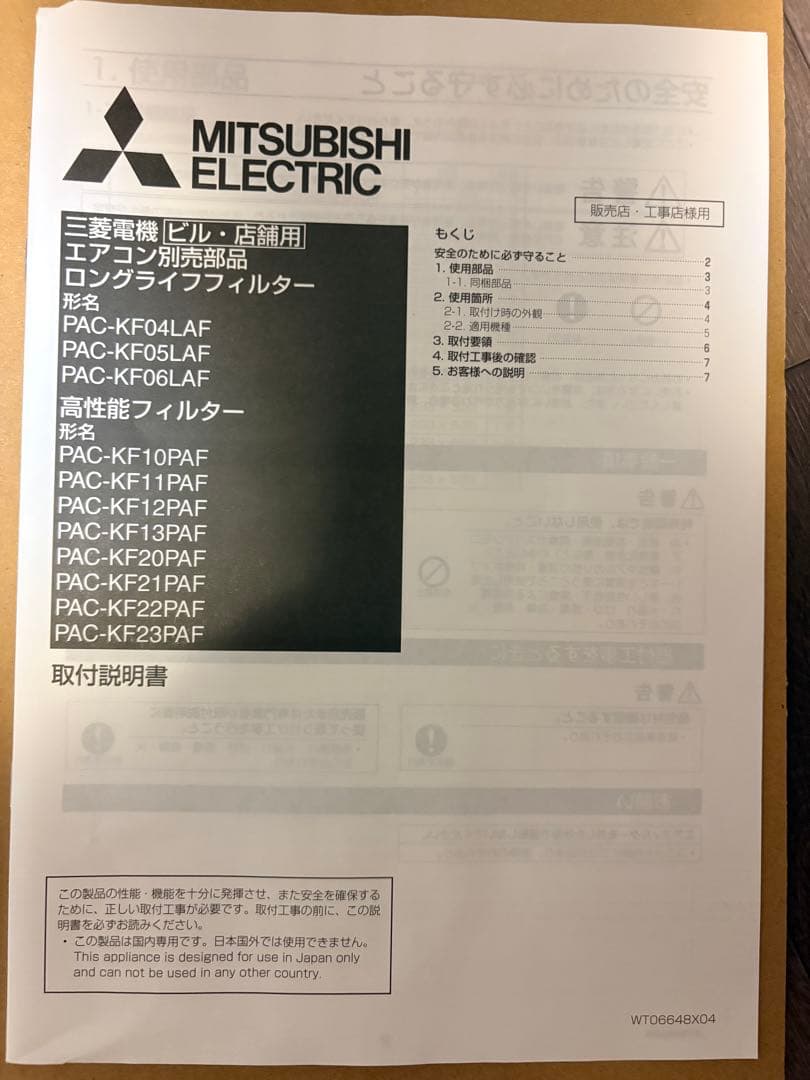 MITSUBISHI
ELECTRIC
販売店・工事店様用
三菱電機 ビル・店舗用
エアコン別売部品
ロングライフフィルター
形名
PAC-KF04LAF
PAC-KF05LAF
PAC-KF06LAF
高性能フィルター
形名
PAC-KF10PAF
PAC-KF11PAF
PAC-KF12PAF
PAC-KF13PAF
PAC-KF20PAF
PAC-KF21PAF
PAC-KF22PAF
PAC-KF23PAF
取付説明書
もくじ
安全のために必ず守ること 2
1. 使用部品 3
1-1. 同梱部品 3
2. 使用箇所 4
2-1. 取付け時の外観 4
2-2. 適用機種 5
3. 取付要領 6
4. 取付工事後の確認 7
5. お客様への説明 7
この製品の性能・機能を十分に発揮させ、また安全を確保する
ために、正しい取付工事が必要です。取付工事の前に、この説
明書を必ずお読みください。
・ この製品は国内専用です。日本国外では使用できません。
This appliance is designed for use in Japan only
and can not be used in any other country.
WT06648X04